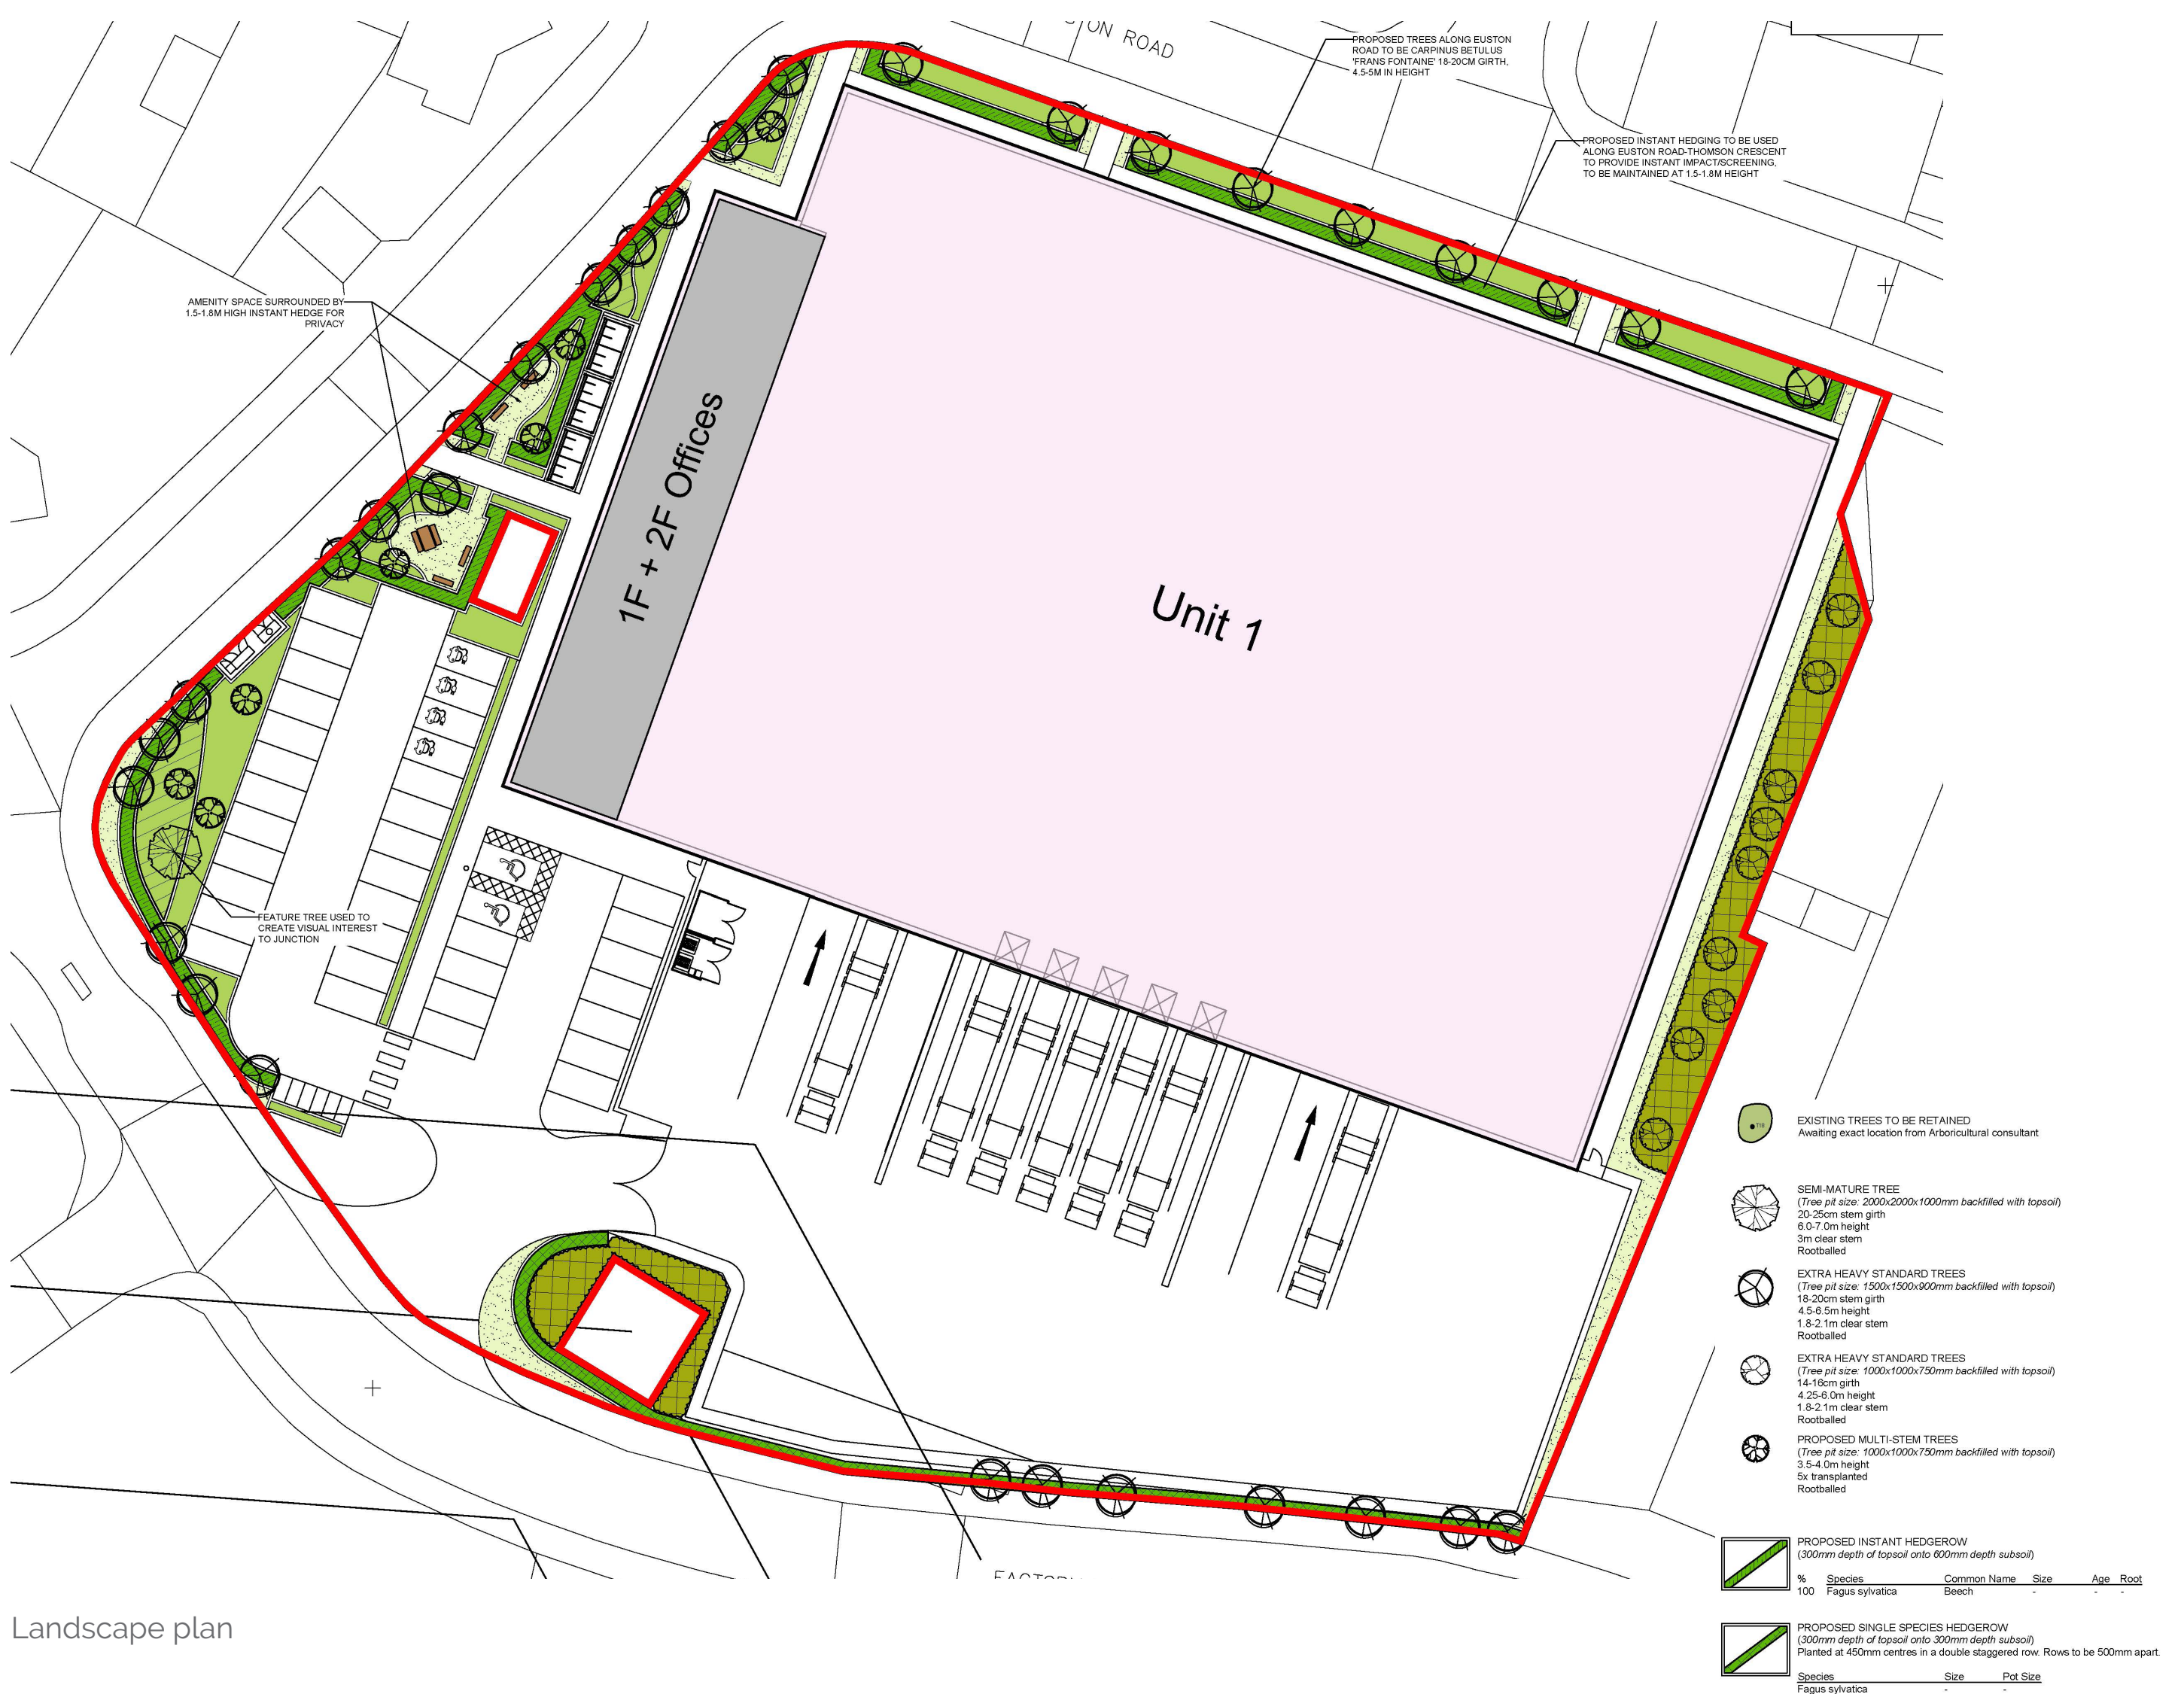 TON ROAD
PROPOSED TREES ALONG EUSTON
ROAD TO BE CARPINUS BETULUS
'FRANS FONTAINE' 18-20CM GIRTH,
4.5-5M IN HEIGHT
PROPOSED INSTANT HEDGING TO BE USED
ALONG EUSTON ROAD-THOMSON CRESCENT
TO PROVIDE INSTANT IMPACT/SCREENING,
TO BE MAINTAINED AT 1.5-1.8M HEIGHT
AMENITY SPACE SURROUNDED BY
1.5-1.8M HIGH INSTANT HEDGE FOR
PRIVACY
1F + 2F Offices
Unit 1
FEATURE TREE USED TO
CREATE VISUAL INTEREST
TO JUNCTION
EXISTING TREES TO BE RETAINED
Awaiting exact location from Arboricultural consultant
SEMI-MATURE TREE
(Tree pit size: 2000x2000x1000mm backfilled with topsoil)
20-25cm stem girth
6.0-7.0m height
3m clear stem
Rootballed
EXTRA HEAVY STANDARD TREES
(Tree pit size: 1500x1500x900mm backfilled with topsoil)
18-20cm stem girth
4.5-6.5m height
1.8-2.1m clear stem
Rootballed
EXTRA HEAVY STANDARD TREES
(Tree pit size: 1000x1000x750mm backfilled with topsoil)
14-16cm girth
4.25-6.0m height
1.8-2.1m clear stem
Rootballed
PROPOSED MULTI-STEM TREES
(Tree pit size: 1000x1000x750mm backfilled with topsoil)
3.5-4.0m height
5x transplanted
Rootballed
PROPOSED INSTANT HEDGEROW
(300mm depth of topsoil onto 600mm depth subsoil)
% Species Common Name Size Age Root
100 Fagus sylvatica Beech - - -
PROPOSED SINGLE SPECIES HEDGEROW
(300mm depth of topsoil onto 300mm depth subsoil)
Planted at 450mm centres in a double staggered row. Rows to be 500mm apart.
Species Size Pot Size
Fagus sylvatica - -
Landscape plan